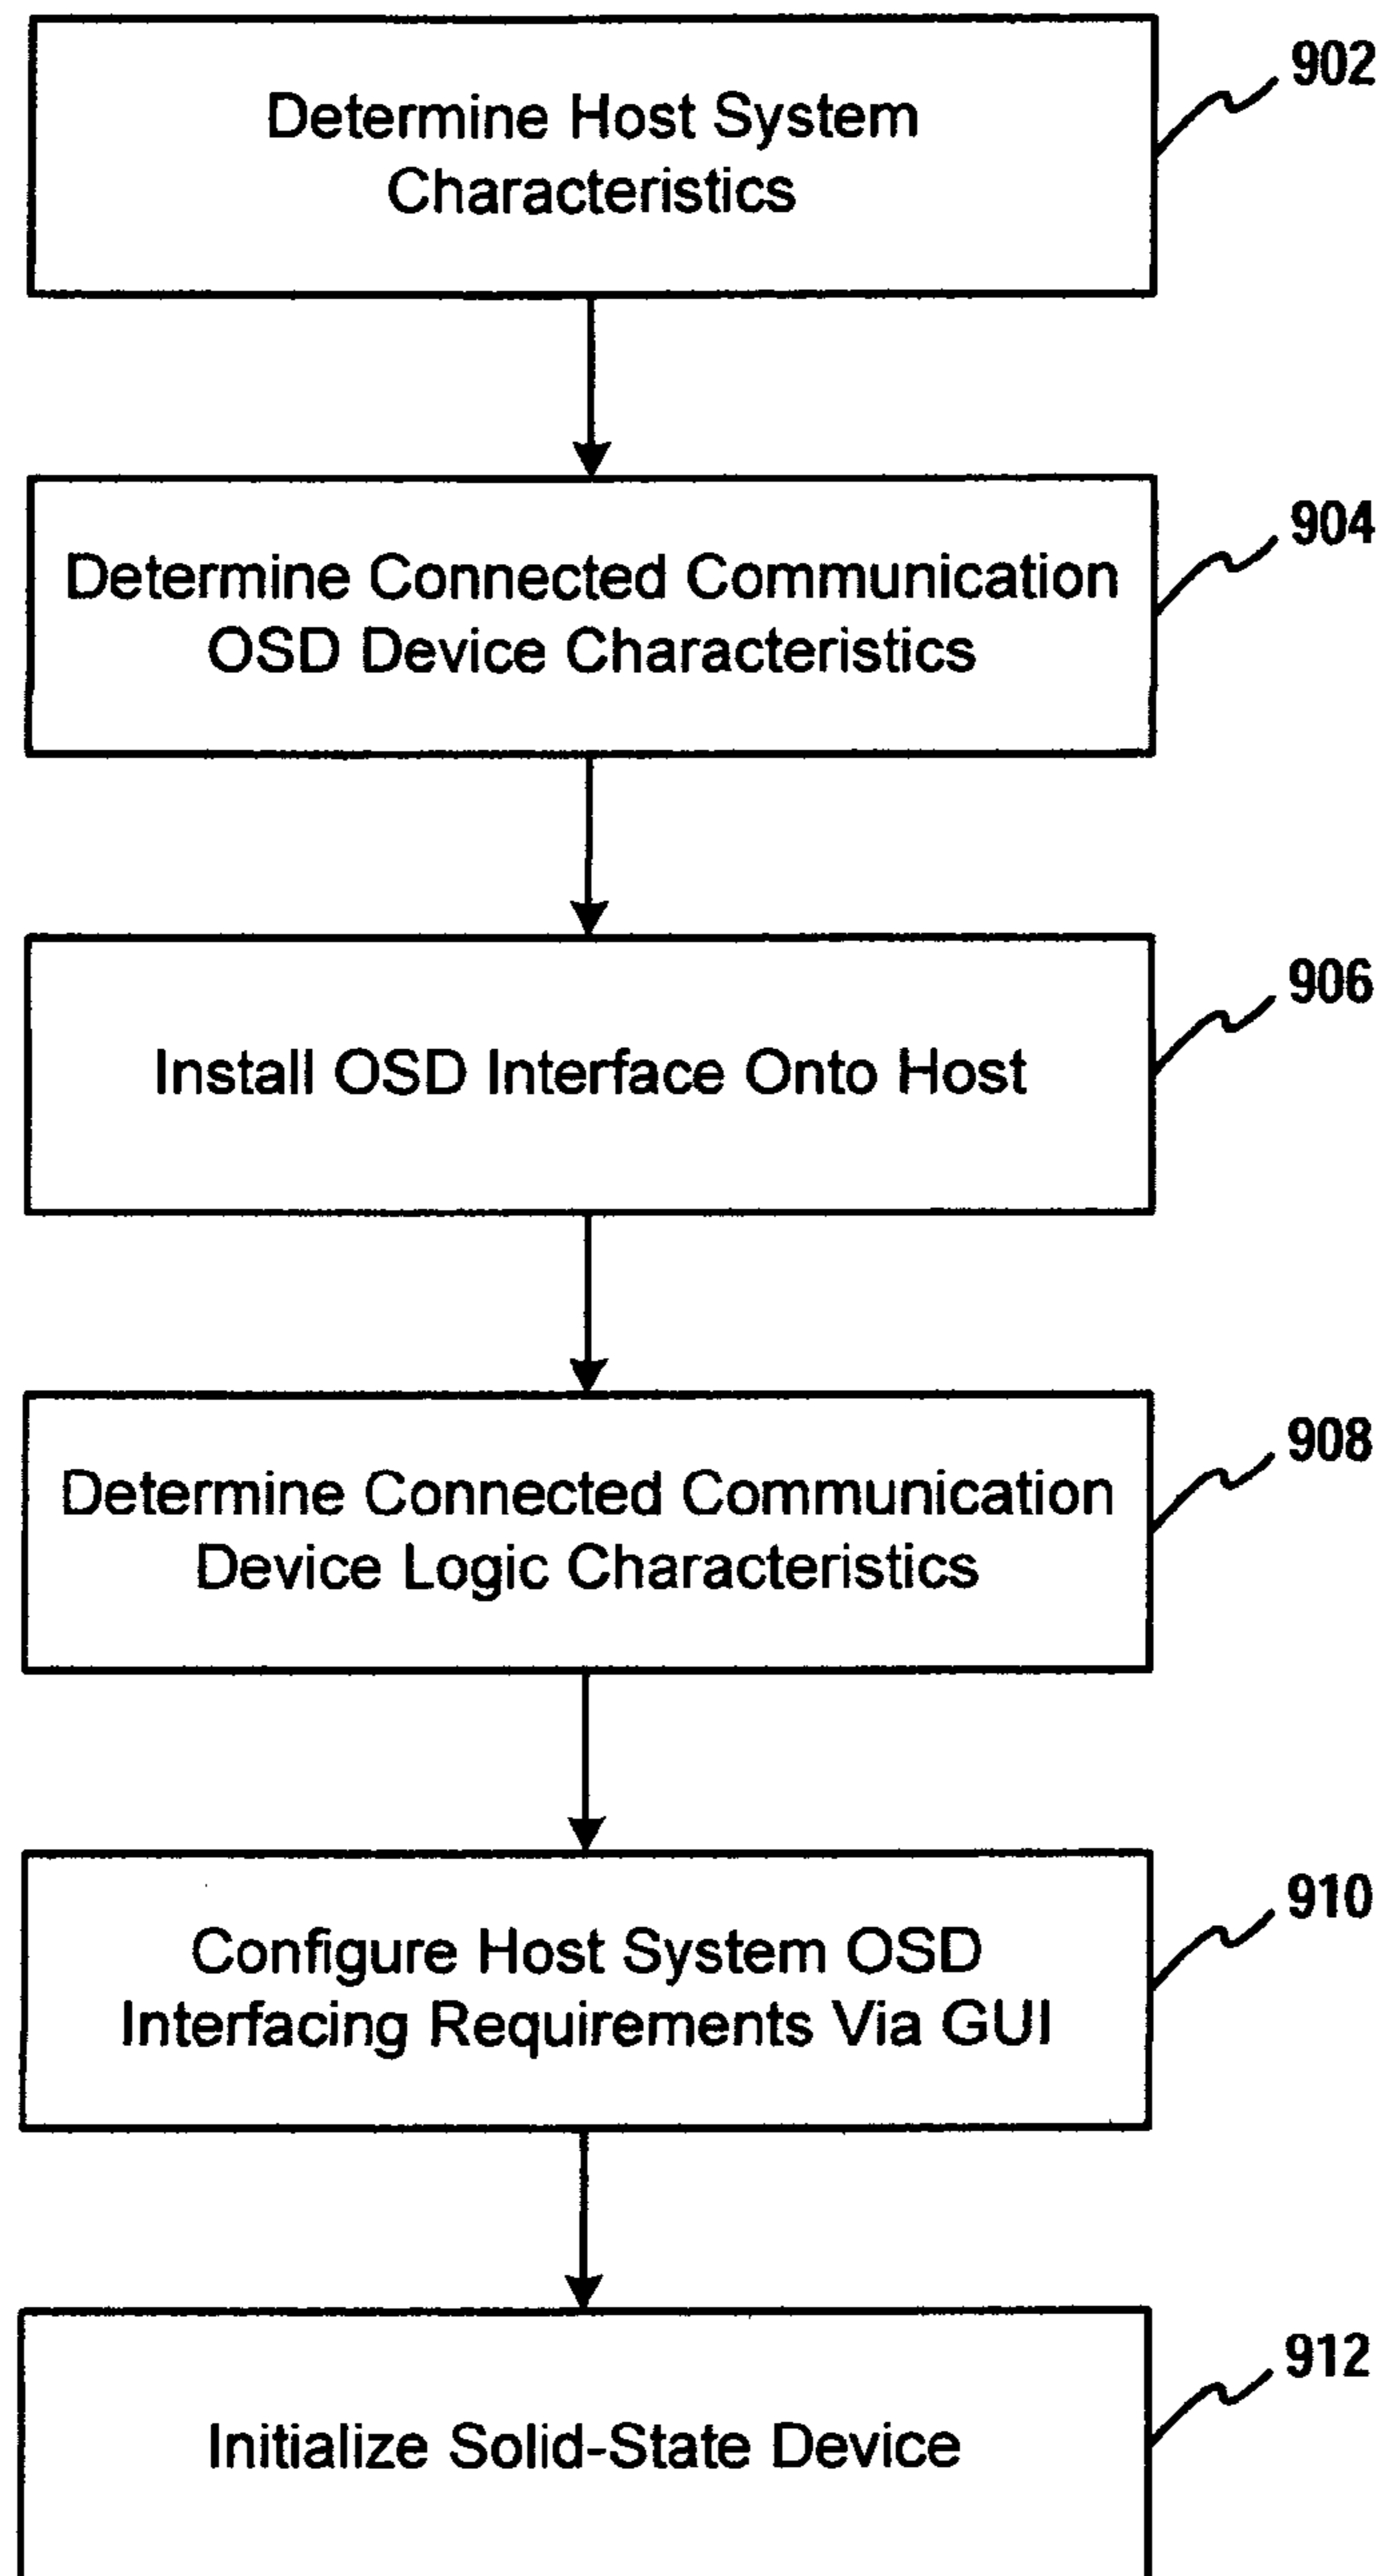 902
Determine Host System
Characteristics
904
Determine Connected Communication
OSD Device Characteristics
906
Install OSD Interface Onto Host
908
Determine Connected Communication
Device Logic Characteristics
910
Configure Host System OSD
Interfacing Requirements Via GUI
912
Initialize Solid-State Device